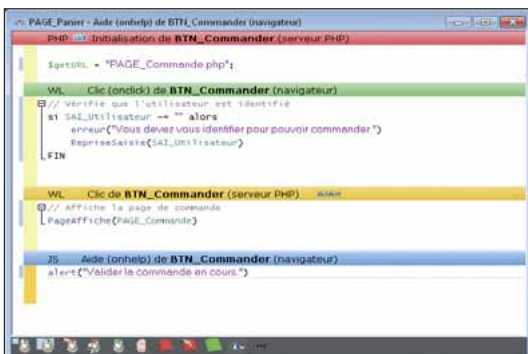 PAGE_Panier - Aide (onhelp) de BTN_Commander (navigateur)
PHP Initialisation de BTN_Commander (serveur PHP)
$getURL = "PAGE_Commande.php";
WL Clic (onclick) de BTN_Commander (navigateur)
// Vérifie que l'utilisateur est identifié
si SAI_Utilisateur ~= "" alors
erreur("Vous devez vous identifier pour pouvoir commander.")
RepriseSaisie(SAI_Utilisateur)
FIN
WL Clic de BTN_Commander (serveur PHP) AJAX
// Affiche la page de commande
PageAffiche(PAGE_Commande)
JS Aide (onhelp) de BTN_Commander (navigateur)
alert("Valider la commande en cours.")